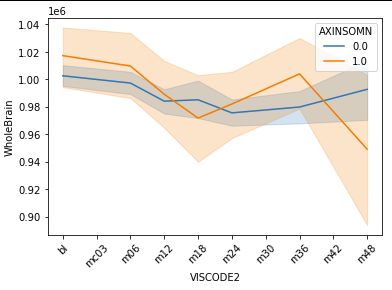 1e6
AXINSOMN
0.0
1.0
1.04
1.02
1.00
0.98
0.96
0.94
0.92
0.90
WholeBrain
bl
mc03
m06
m12
m18
m24
m30
m36
m42
m48
VISCODE2